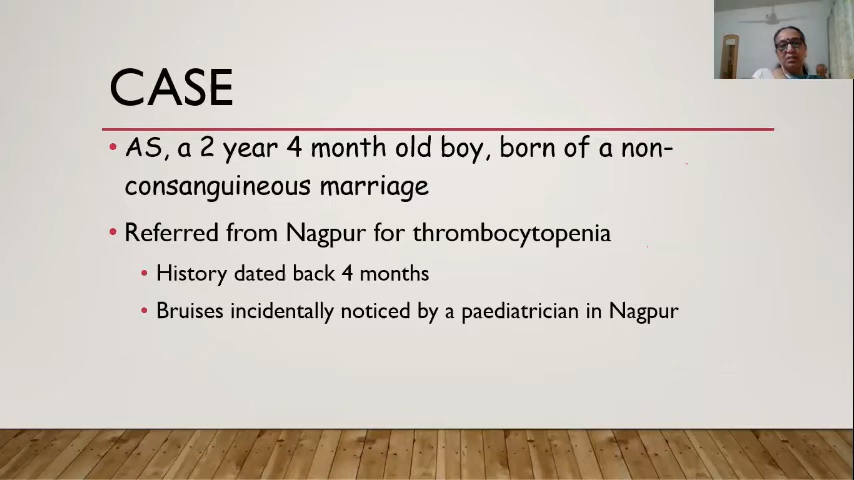 CASE
• AS, a 2 year 4 month old boy, born of a non-
consanguineous marriage
• Referred from Nagpur for thrombocytopenia
• History dated back 4 months
• Bruises incidentally noticed by a paediatrician in Nagpur